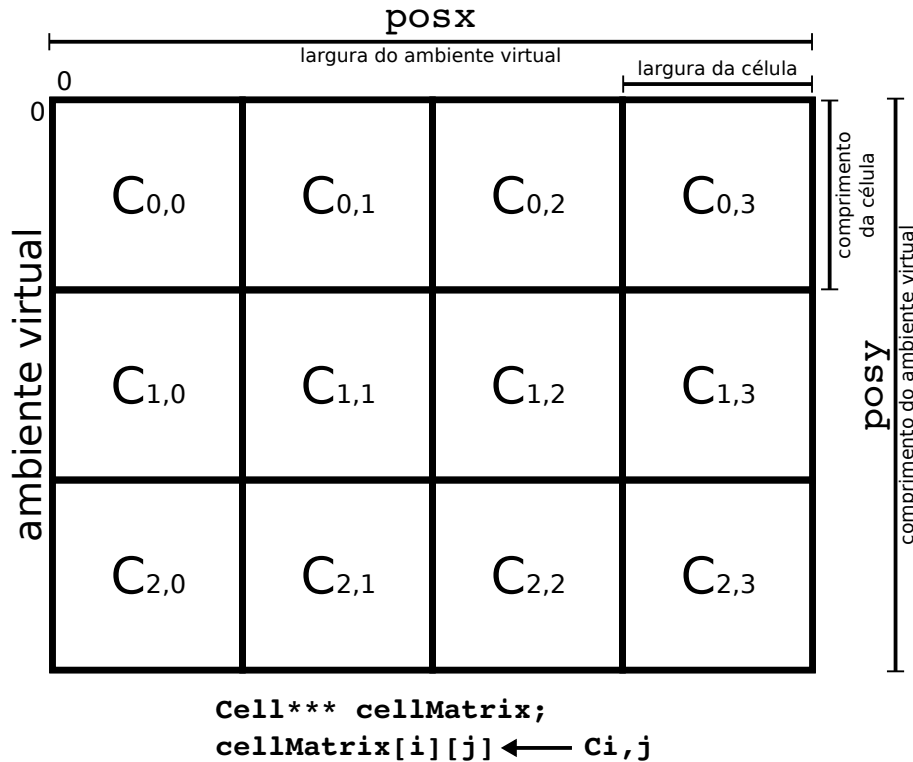 posx
largura do ambiente virtual
largura da célula
0
0
C0,0
C0,1
C0,2
C0,3
comprimento
da célula
ambiente virtual
C1,0
C1,1
C1,2
C1,3
posy
comprimento do ambiente virtual
C2,0
C2,1
C2,2
C2,3
Cell*** cellMatrix;
cellMatrix[i][j] ← Ci,j